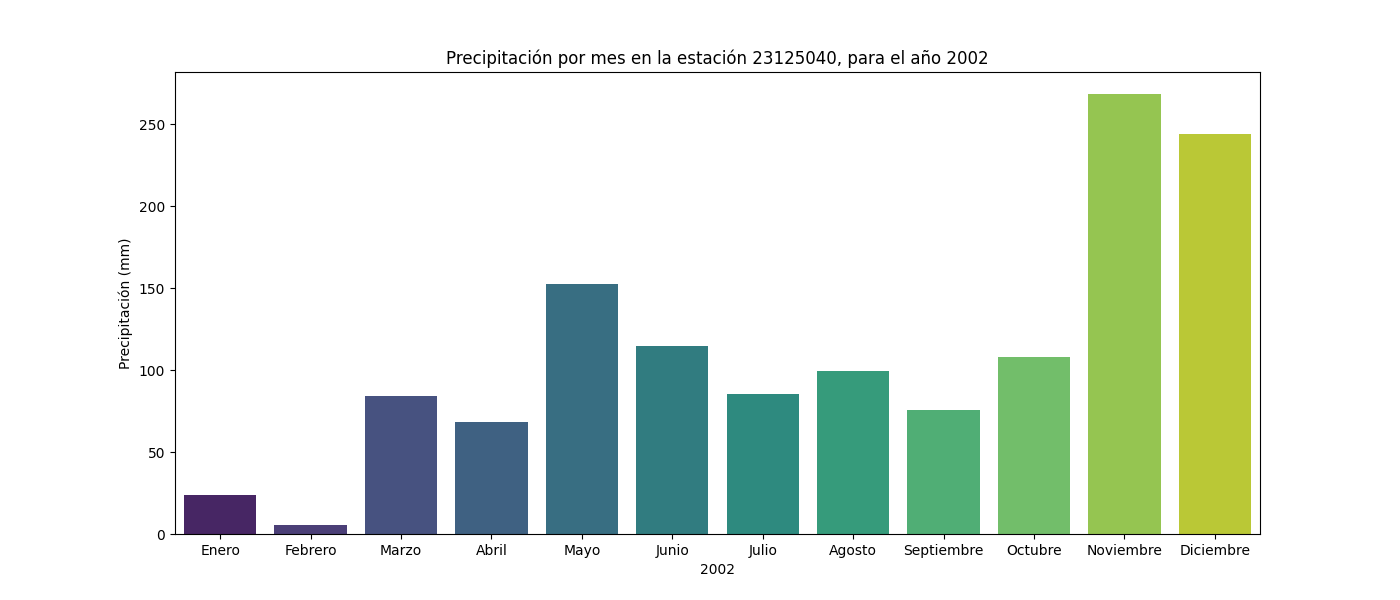 Precipitación por mes en la estación 23125040, para el año 2002
Precipitación (mm)
250
200
150
100
50
0
Enero Febrero Marzo Abril Mayo Junio Julio Agosto Septiembre Octubre Noviembre Diciembre
2002